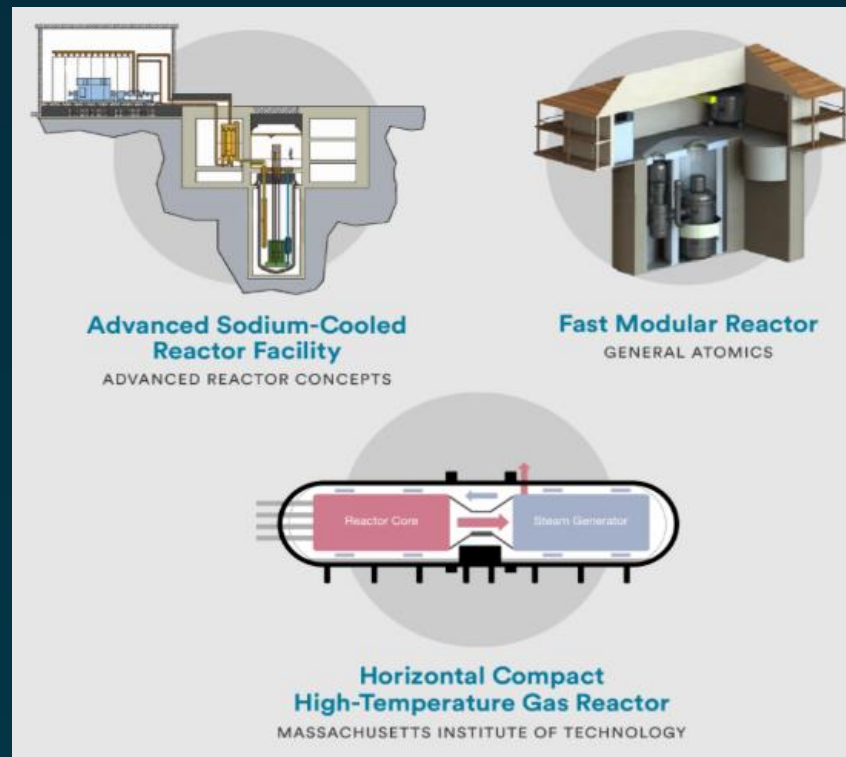 Advanced Sodium-Cooled
Reactor Facility
ADVANCED REACTOR CONCEPTS
Fast Modular Reactor
GENERAL ATOMICS
Reactor Core
Steam Generator
Horizontal Compact
High-Temperature Gas Reactor
MASSACHUSETTS INSTITUTE OF TECHNOLOGY